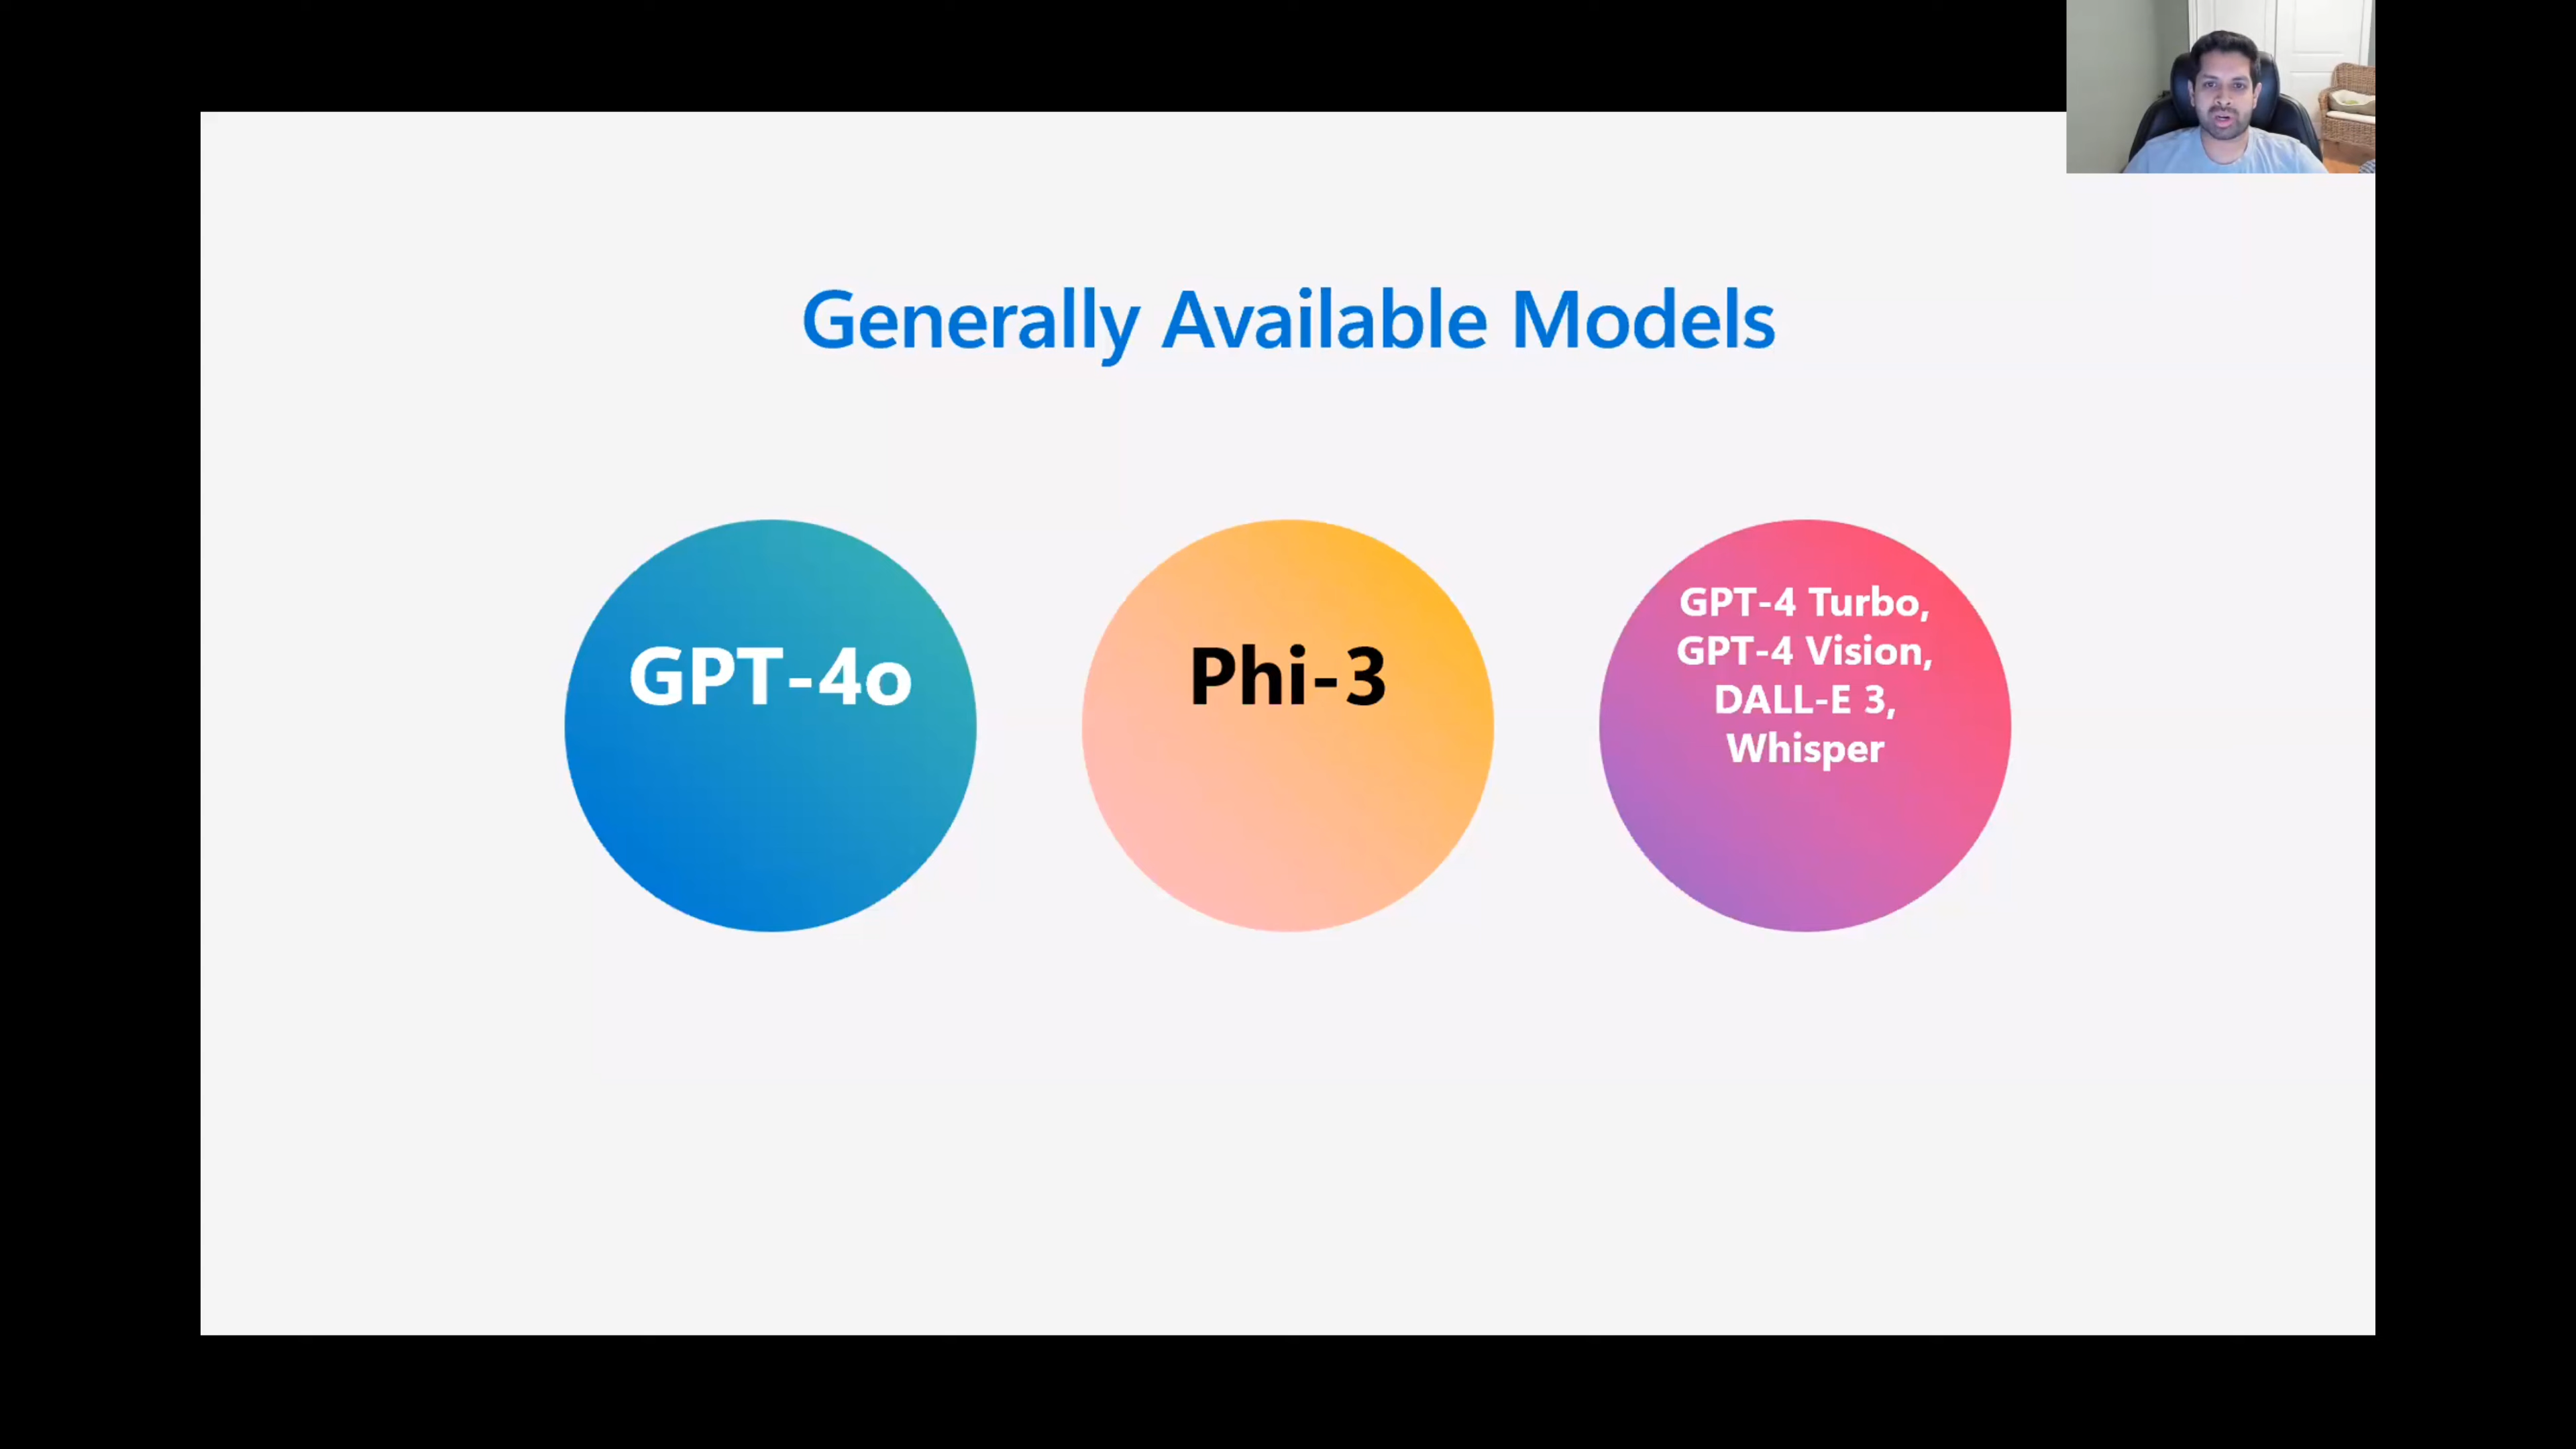 Generally Available Models
GPT-4o
Phi-3
GPT-4 Turbo,
GPT-4 Vision,
DALL-E 3,
Whisper